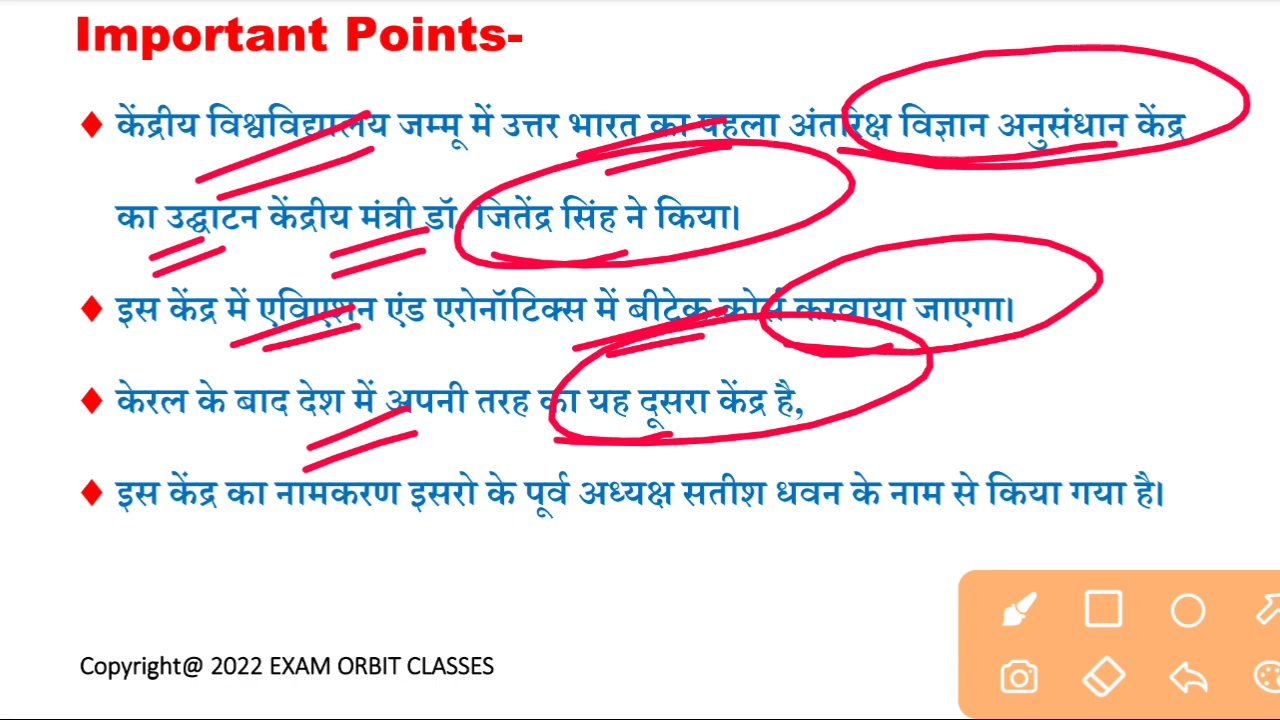 Important Points-
केंद्रीय विश्वविद्यालय जम्मू में उत्तर भारत का पहला अंतरिक्ष विज्ञान अनुसंधान केंद्र
का उद्घाटन केंद्रीय मंत्री डॉ. जितेंद्र सिंह ने किया।
इस केंद्र में एविएशन एंड एरोनॉटिक्स में बीटेक कोर्स करवाया जाएगा।
केरल के बाद देश में अपनी तरह का यह दूसरा केंद्र है,
इस केंद्र का नामकरण इसरो के पूर्व अध्यक्ष सतीश धवन के नाम से किया गया है।
Copyright@ 2022 EXAM ORBIT CLASSES